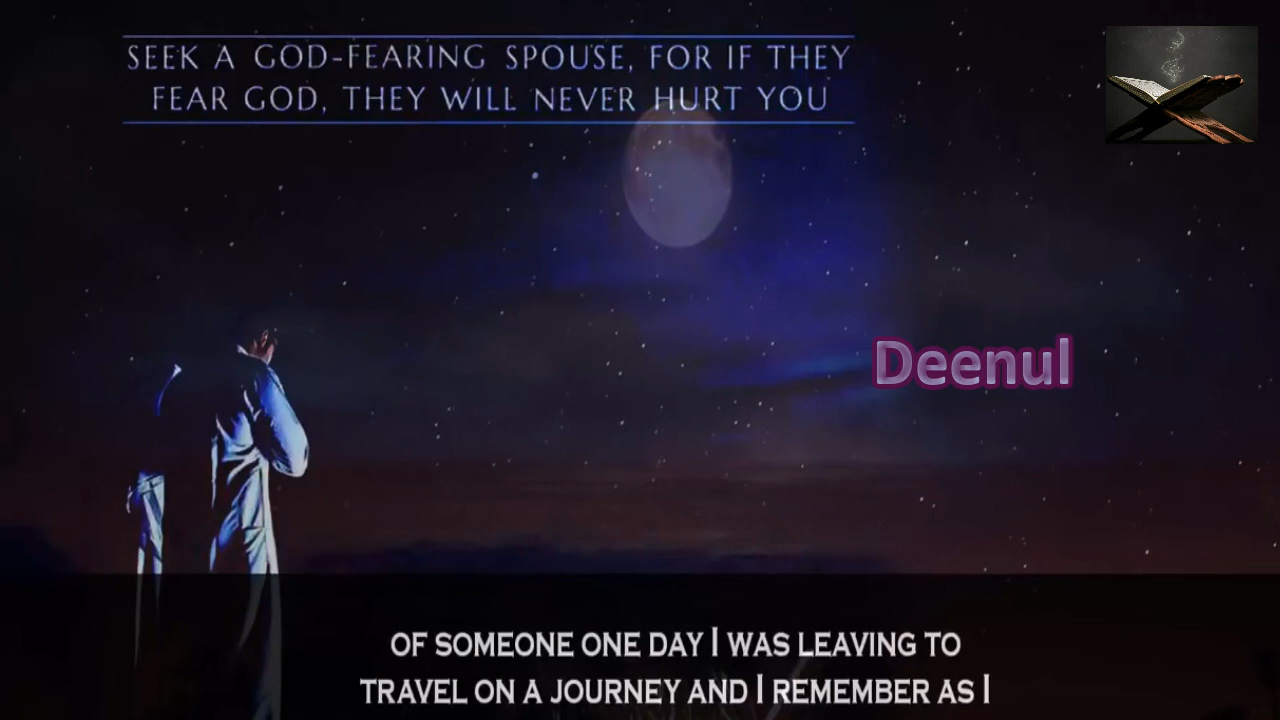 SEEK A GOD-FEARING SPOUSE, FOR IF THEY
FEAR GOD, THEY WILL NEVER HURT YOU
Deenul
OF SOMEONE ONE DAY I WAS LEAVING TO
TRAVEL ON A JOURNEY AND I REMEMBER AS I